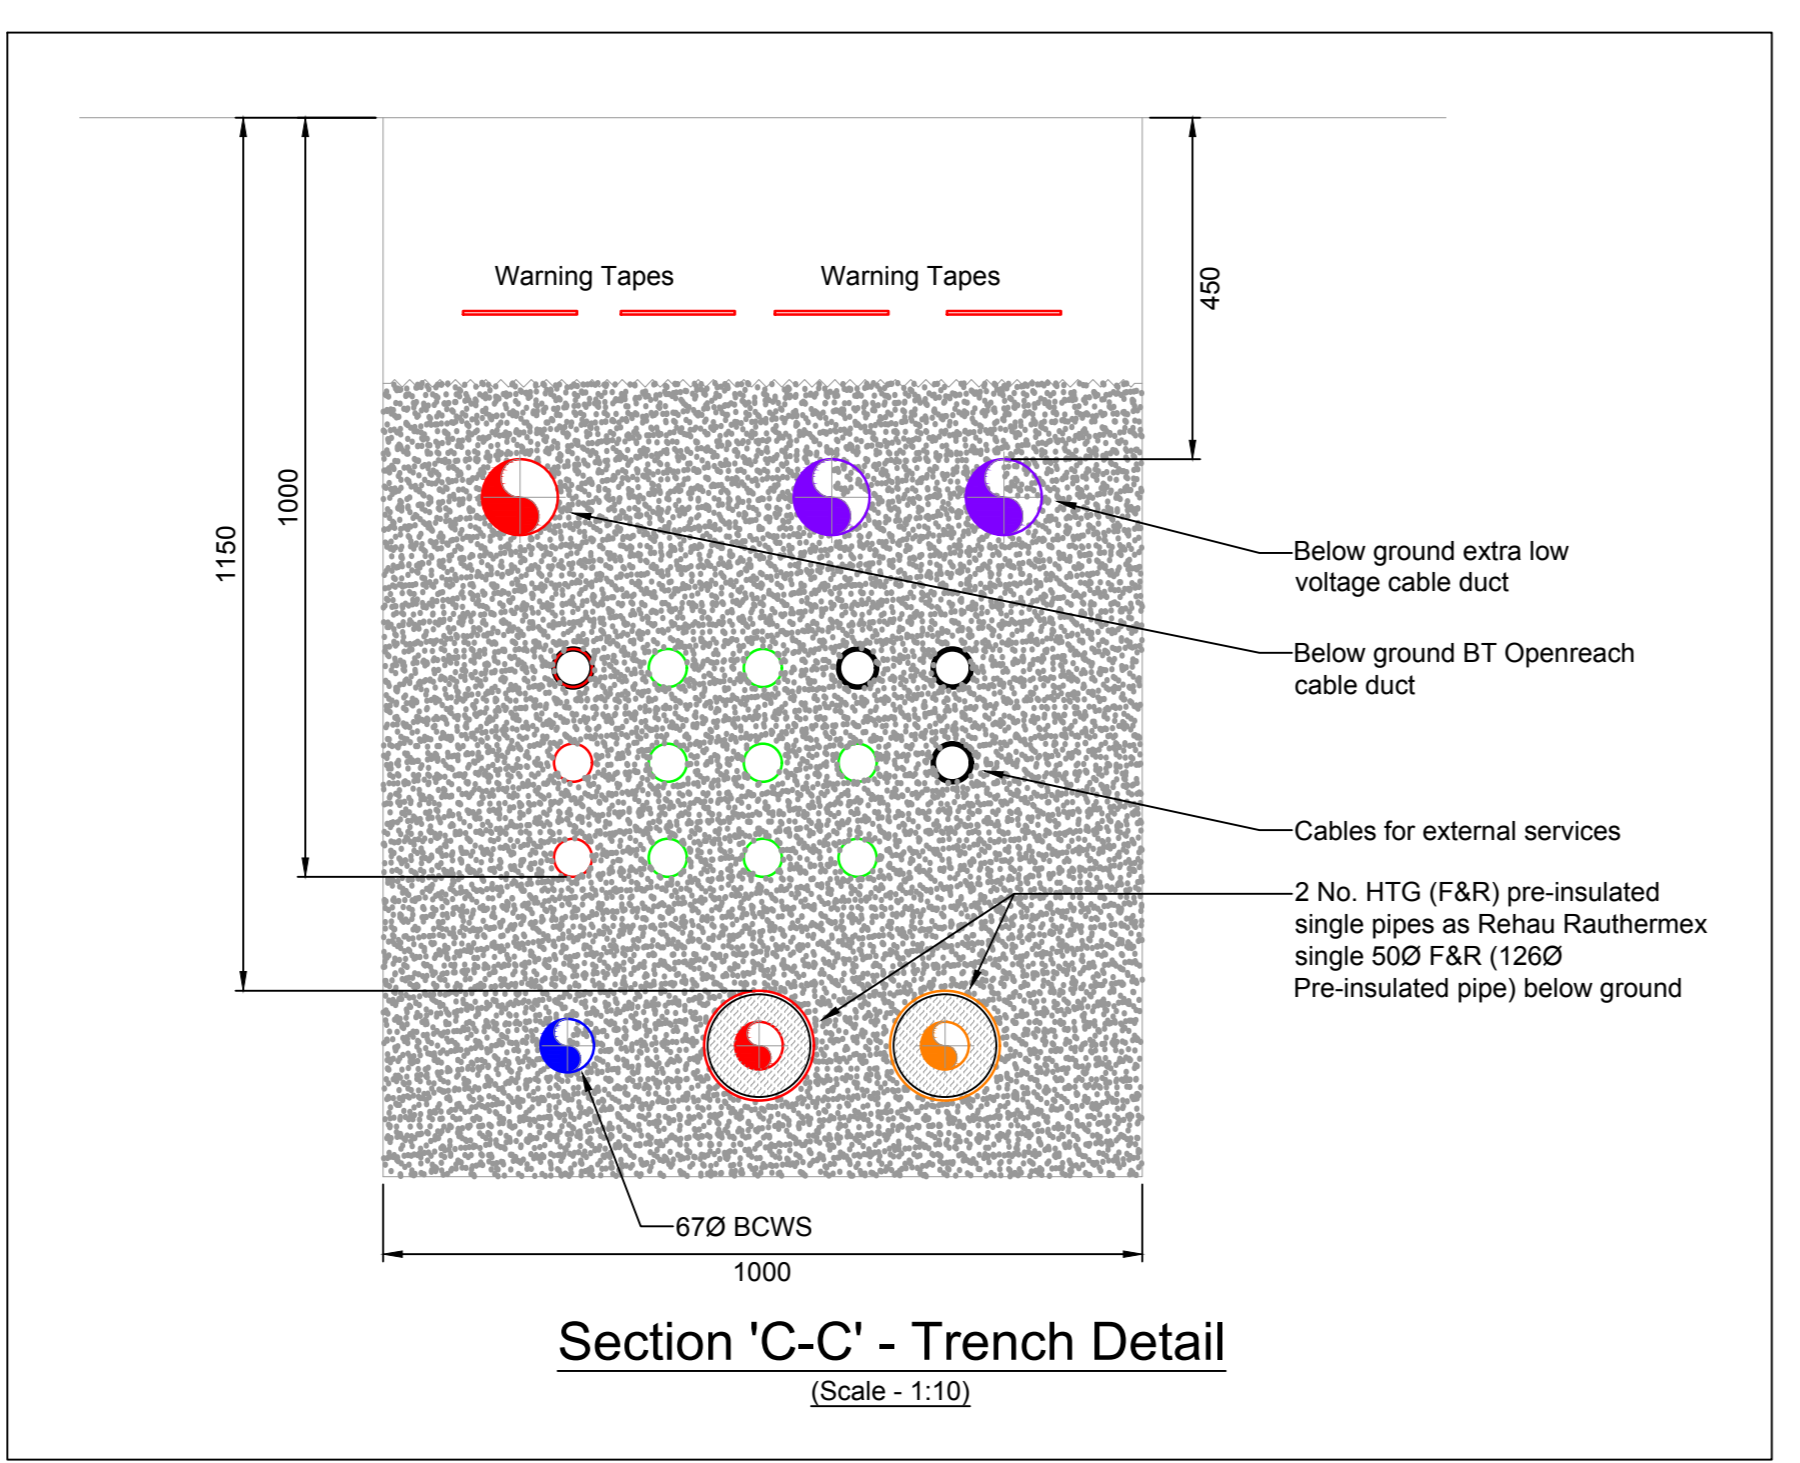 Warning Tapes
Warning Tapes
450
1000
1150
Below ground extra low
voltage cable duct
Below ground BT Openreach
cable duct
Cables for external services
2 No. HTG (F&R) pre-insulated
single pipes as Rehau Rauthermex
single 50Ø F&R (126Ø
Pre-insulated pipe) below ground
67Ø BCWS
1000
Section 'C-C' - Trench Detail
(Scale - 1:10)